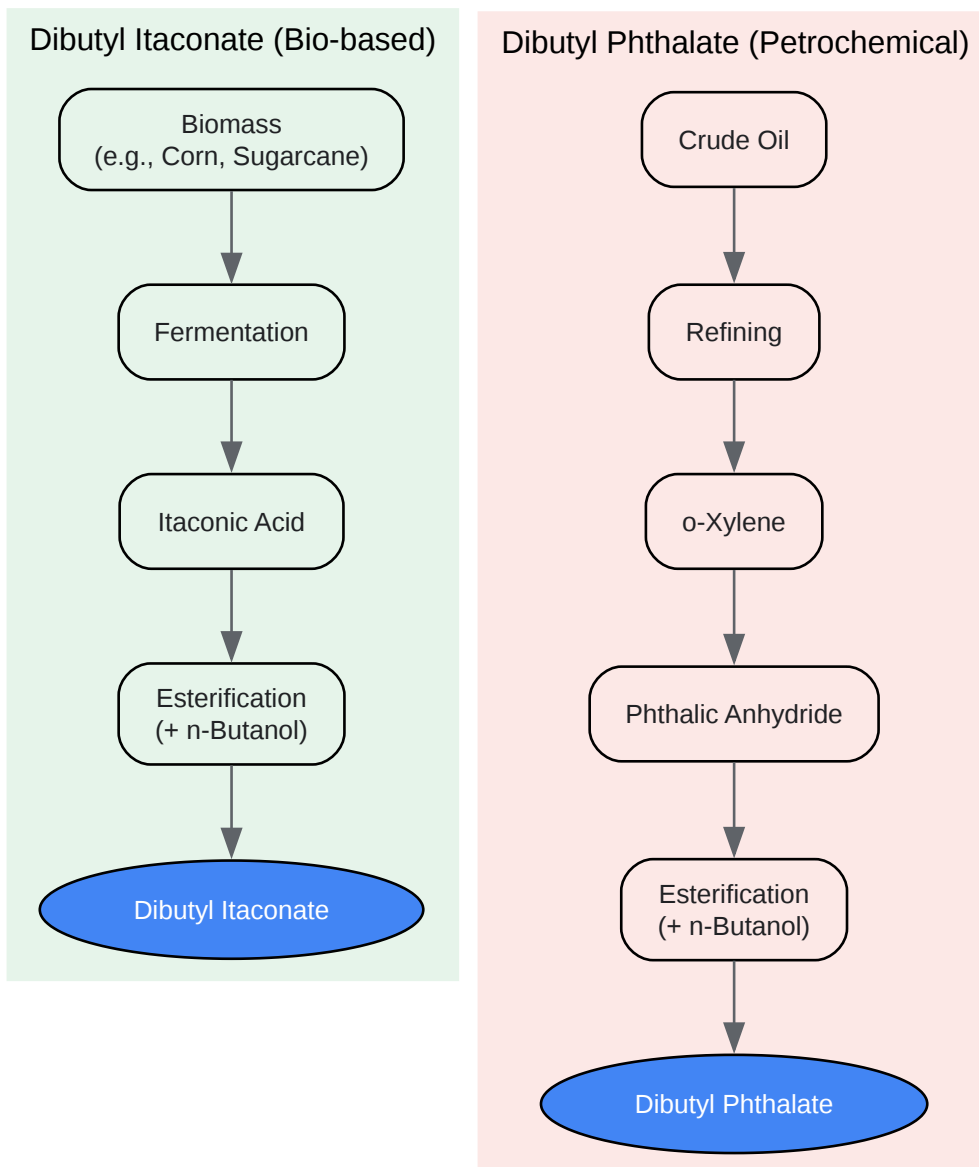 Dibutyl Itaconate (Bio-based)
Biomass
(e.g., Corn, Sugarcane)
Fermentation
Itaconic Acid
Esterification
(+ n-Butanol)
Dibutyl Itaconate
Dibutyl Phthalate (Petrochemical)
Crude Oil
Refining
o-Xylene
Phthalic Anhydride
Esterification
(+ n-Butanol)
Dibutyl Phthalate